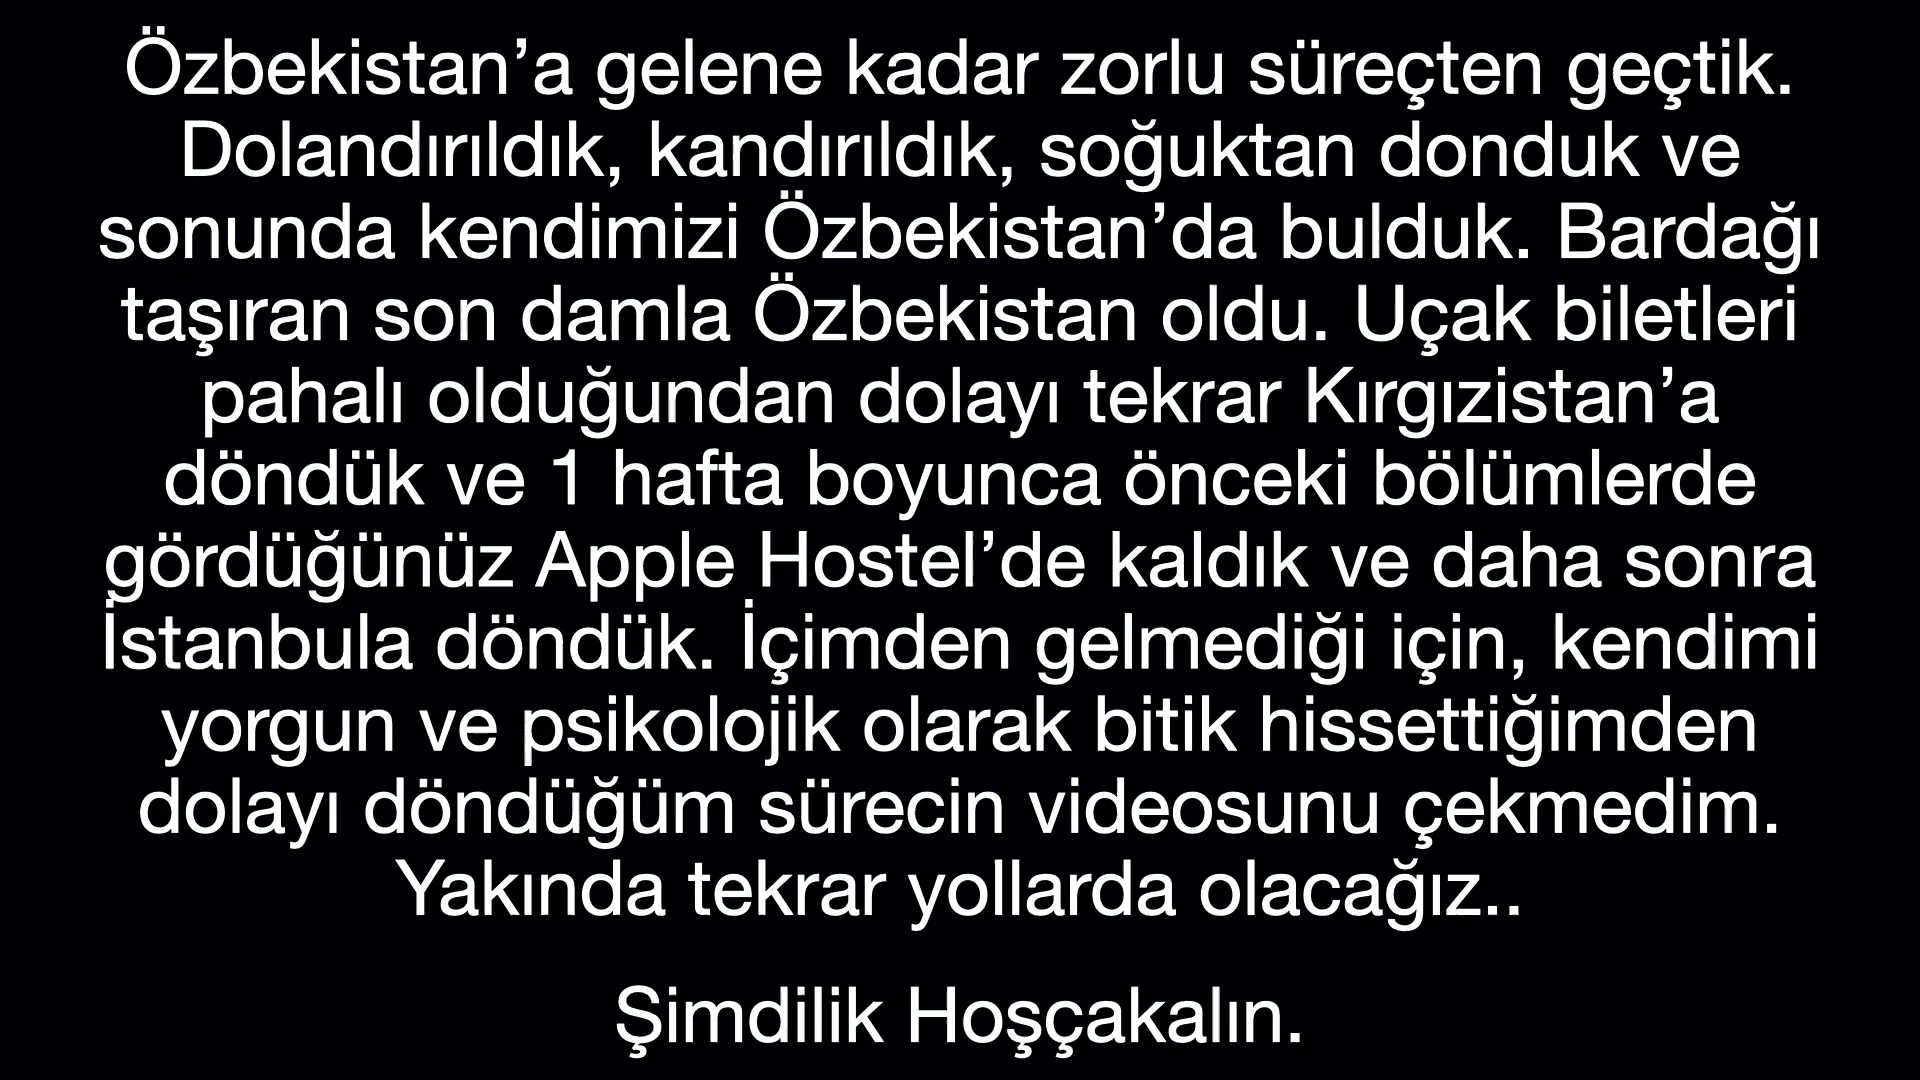 Özbekistan’a gelene kadar zorlu süreçten geçtik.
Dolandırıldık, kandırıldık, soğuktan donduk ve
sonunda kendimizi Özbekistan’da bulduk. Bardağı
taşıran son damla Özbekistan oldu. Uçak biletleri
pahalı olduğundan dolayı tekrar Kırgızistan’a
döndük ve 1 hafta boyunca önceki bölümlerde
gördüğünüz Apple Hostel’de kaldık ve daha sonra
İstanbula döndük. İçimden gelmediği için, kendimi
yorgun ve psikolojik olarak bitik hissettiğimden
dolayı döndüğüm sürecin videosunu çekmedim.
Yakında tekrar yollarda olacağız..
Şimdilik Hoşçakalın.